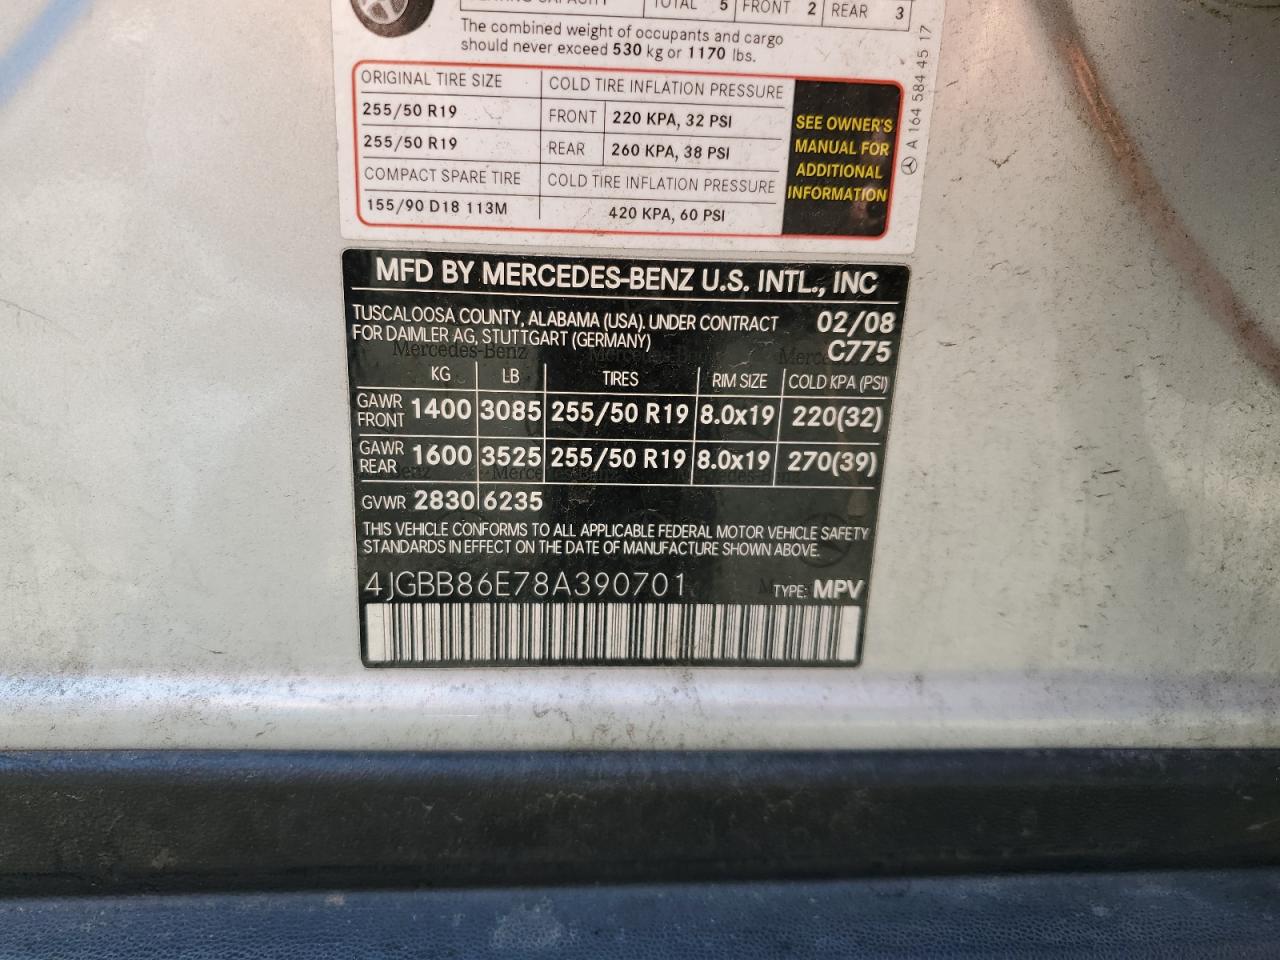 TOTAL 5 FRONT 2 REAR 3
The combined weight of occupants and cargo
should never exceed 530 kg or 1170 lbs.
ORIGINAL TIRE SIZE COLD TIRE INFLATION PRESSURE
255/50 R19 FRONT 220 KPA, 32 PSI
255/50 R19 REAR 260 KPA, 38 PSI
COMPACT SPARE TIRE COLD TIRE INFLATION PRESSURE
155/90 D18 113M 420 KPA, 60 PSI
SEE OWNER'S
MANUAL FOR
ADDITIONAL
INFORMATION
A 164 584 45 17
MFD BY MERCEDES-BENZ U.S. INTL., INC
TUSCALOOSA COUNTY, ALABAMA (USA). UNDER CONTRACT 02/08
FOR DAIMLER AG, STUTTGART (GERMANY) C775
Mercedes-Benz
KG LB TIRES RIM SIZE COLD KPA (PSI)
GAWR FRONT 1400 3085 255/50 R19 8.0x19 220(32)
GAWR REAR 1600 3525 255/50 R19 8.0x19 270(39)
GVWR 2830 6235
THIS VEHICLE CONFORMS TO ALL APPLICABLE FEDERAL MOTOR VEHICLE SAFETY
STANDARDS IN EFFECT ON THE DATE OF MANUFACTURE SHOWN ABOVE.
4JGBB86E78A390701 TYPE: MPV